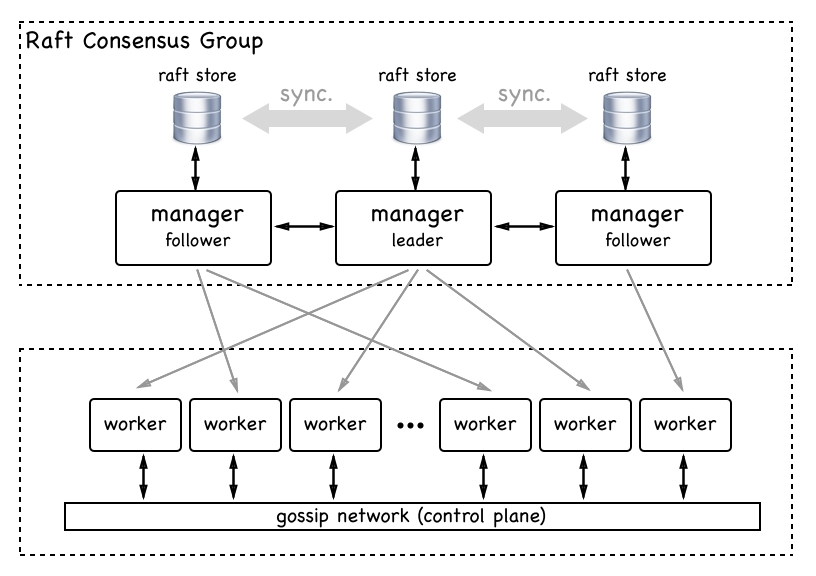 Raft Consensus Group
raft store
raft store
raft store
sync.
sync.
manager
follower
manager
leader
manager
follower
worker
worker
worker
•••
worker
worker
worker
gossip network (control plane)